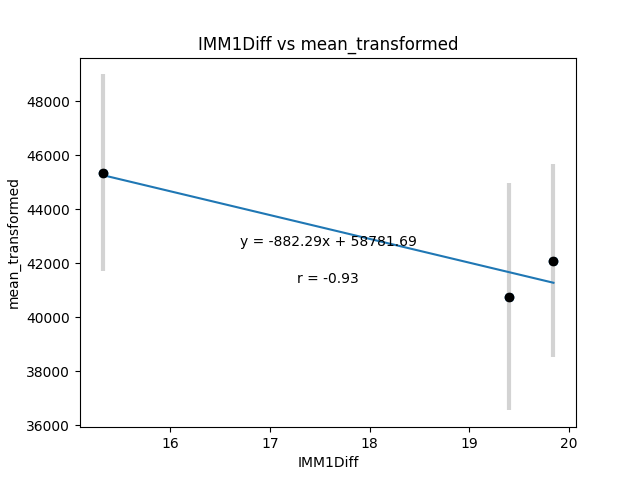 IMM1Diff vs mean_transformed
48000
46000
44000
42000
40000
38000
36000
mean_transformed
y = -882.29x + 58781.69
r = -0.93
16
17
18
19
20
IMM1Diff